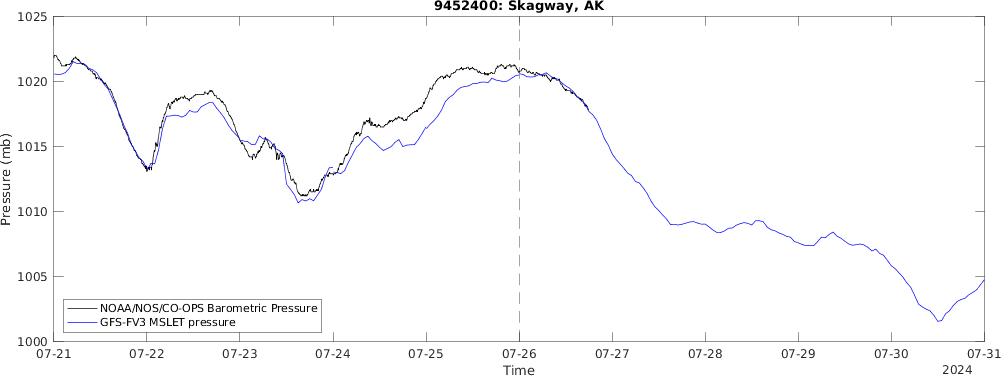 9452400: Skagway, AK
Pressure (mb)
1025
1020
1015
1010
1005
1000
NOAA/NOS/CO-OPS Barometric Pressure
GFS-FV3 MSLET pressure
07-21 07-22 07-23 07-24 07-25 07-26 07-27 07-28 07-29 07-30 07-31
Time
2024